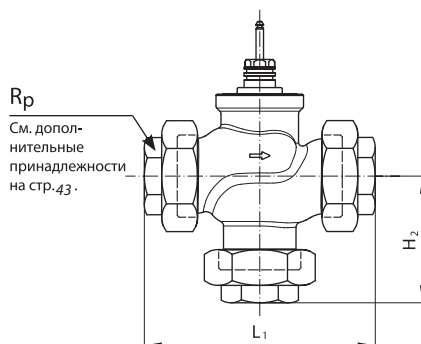 Rp
См. допол-
нительные
принадлежности
на стр.43.
H2
L1